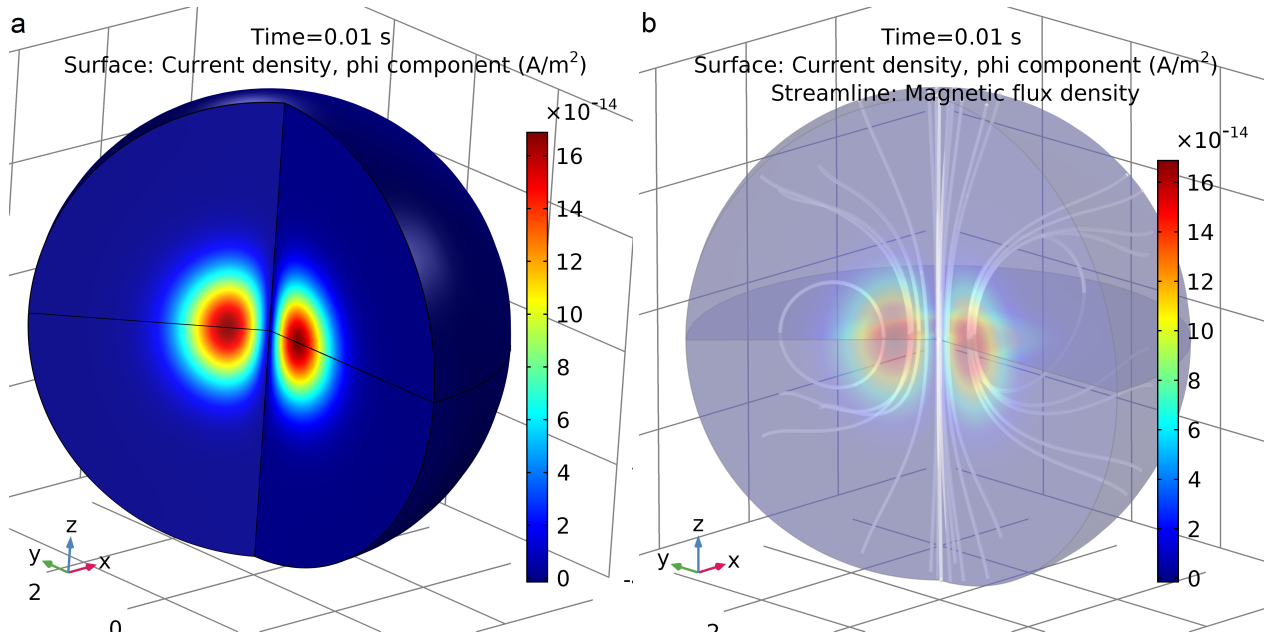 a
Time=0.01 s
Surface: Current density, phi component (A/m²)
×10⁻¹⁴
16
14
12
10
8
6
4
2
0
z
y
x
2
0
-
b
Time=0.01 s
Surface: Current density, phi component (A/m²)
Streamline: Magnetic flux density
×10⁻¹⁴
16
14
12
10
8
6
4
2
0
z
y
x